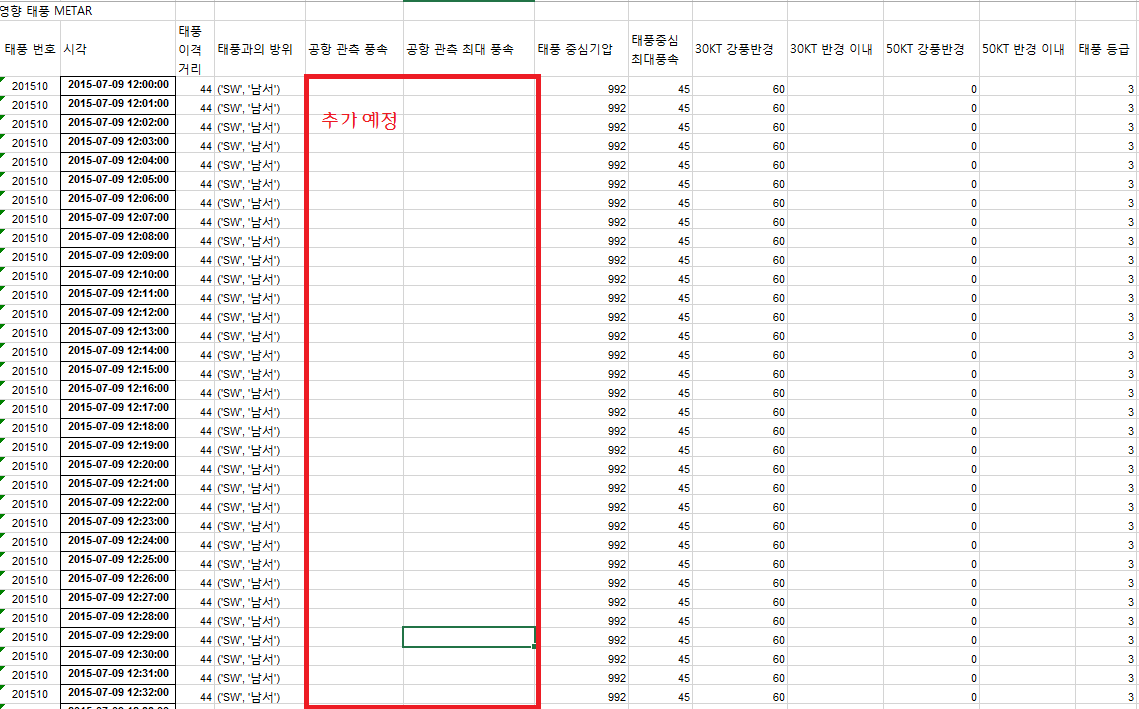 영향 태풍 METAR
태풍 번호 시각 태풍 이격 거리 태풍과의 방위 공항 관측 풍속 공항 관측 최대 풍속 태풍 중심기압 태풍중심 최대풍속 30KT 강풍반경 30KT 반경 이내 50KT 강풍반경 50KT 반경 이내 태풍 등급
201510 2015-07-09 12:00:00 44 ('SW', '남서') 992 45 60 0 3
201510 2015-07-09 12:01:00 44 ('SW', '남서') 992 45 60 0 3
추가 예정
201510 2015-07-09 12:02:00 44 ('SW', '남서') 992 45 60 0 3
201510 2015-07-09 12:03:00 44 ('SW', '남서') 992 45 60 0 3
201510 2015-07-09 12:04:00 44 ('SW', '남서') 992 45 60 0 3
201510 2015-07-09 12:05:00 44 ('SW', '남서') 992 45 60 0 3
201510 2015-07-09 12:06:00 44 ('SW', '남서') 992 45 60 0 3
201510 2015-07-09 12:07:00 44 ('SW', '남서') 992 45 60 0 3
201510 2015-07-09 12:08:00 44 ('SW', '남서') 992 45 60 0 3
201510 2015-07-09 12:09:00 44 ('SW', '남서') 992 45 60 0 3
201510 2015-07-09 12:10:00 44 ('SW', '남서') 992 45 60 0 3
201510 2015-07-09 12:11:00 44 ('SW', '남서') 992 45 60 0 3
201510 2015-07-09 12:12:00 44 ('SW', '남서') 992 45 60 0 3
201510 2015-07-09 12:13:00 44 ('SW', '남서') 992 45 60 0 3
201510 2015-07-09 12:14:00 44 ('SW', '남서') 992 45 60 0 3
201510 2015-07-09 12:15:00 44 ('SW', '남서') 992 45 60 0 3
201510 2015-07-09 12:16:00 44 ('SW', '남서') 992 45 60 0 3
201510 2015-07-09 12:17:00 44 ('SW', '남서') 992 45 60 0 3
201510 2015-07-09 12:18:00 44 ('SW', '남서') 992 45 60 0 3
201510 2015-07-09 12:19:00 44 ('SW', '남서') 992 45 60 0 3
201510 2015-07-09 12:20:00 44 ('SW', '남서') 992 45 60 0 3
201510 2015-07-09 12:21:00 44 ('SW', '남서') 992 45 60 0 3
201510 2015-07-09 12:22:00 44 ('SW', '남서') 992 45 60 0 3
201510 2015-07-09 12:23:00 44 ('SW', '남서') 992 45 60 0 3
201510 2015-07-09 12:24:00 44 ('SW', '남서') 992 45 60 0 3
201510 2015-07-09 12:25:00 44 ('SW', '남서') 992 45 60 0 3
201510 2015-07-09 12:26:00 44 ('SW', '남서') 992 45 60 0 3
201510 2015-07-09 12:27:00 44 ('SW', '남서') 992 45 60 0 3
201510 2015-07-09 12:28:00 44 ('SW', '남서') 992 45 60 0 3
201510 2015-07-09 12:29:00 44 ('SW', '남서') 992 45 60 0 3
201510 2015-07-09 12:30:00 44 ('SW', '남서') 992 45 60 0 3
201510 2015-07-09 12:31:00 44 ('SW', '남서') 992 45 60 0 3
201510 2015-07-09 12:32:00 44 ('SW', '남서') 992 45 60 0 3